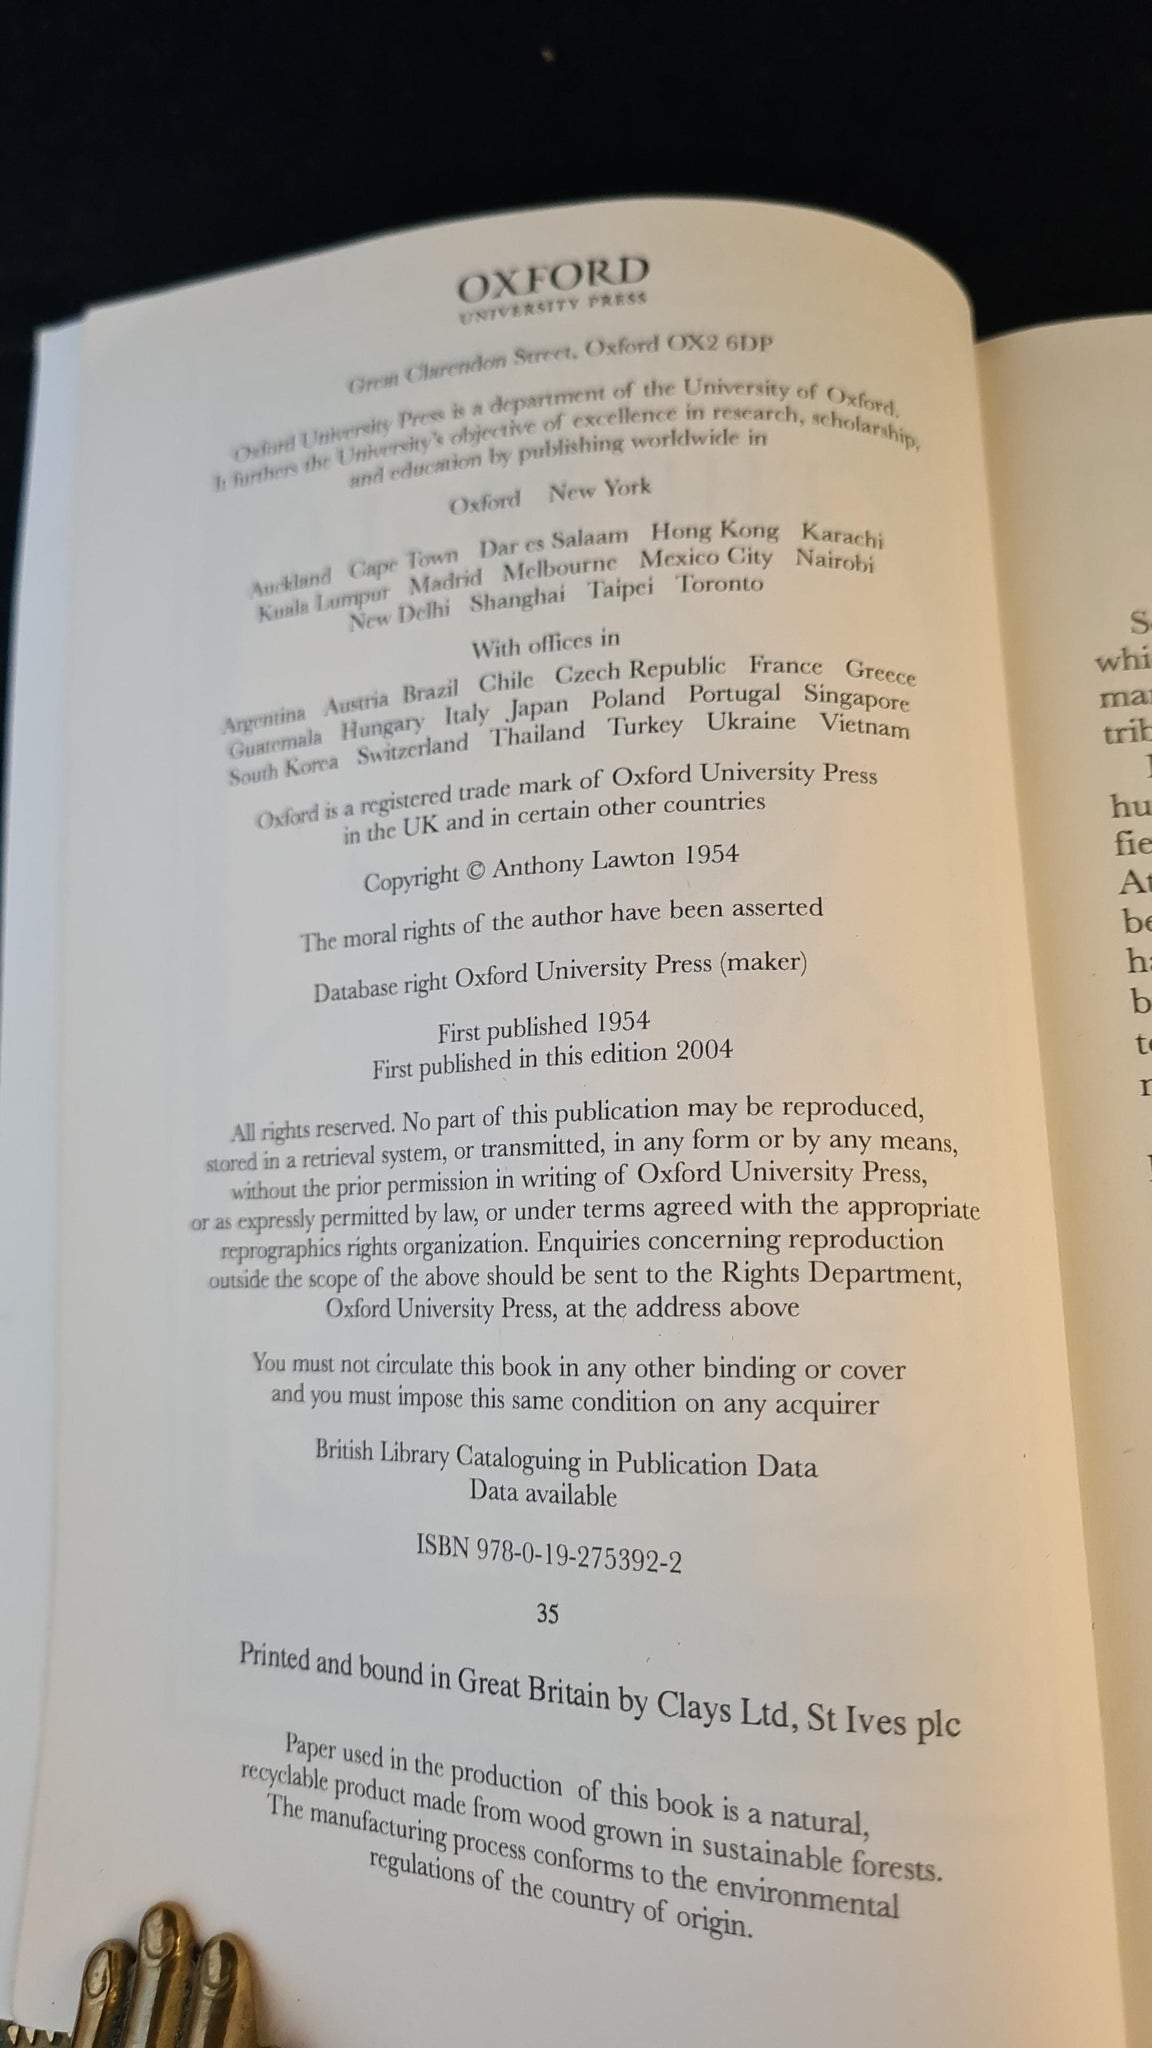 OXFORD
UNIVERSITY PRESS
Great Clarendon Street, Oxford OX2 6DP
Oxford University Press is a department of the University of Oxford.
It furthers the University's objective of excellence in research, scholarship,
and education by publishing worldwide in
Oxford New York
Auckland Cape Town Dar es Salaam Hong Kong Karachi
Kuala Lumpur Madrid Melbourne Mexico City Nairobi
New Delhi Shanghai Taipei Toronto
With offices in
Argentina Austria Brazil Chile Czech Republic France Greece
Guatemala Hungary Italy Japan Poland Portugal Singapore
South Korea Switzerland Thailand Turkey Ukraine Vietnam
Oxford is a registered trade mark of Oxford University Press
in the UK and in certain other countries
Copyright © Anthony Lawton 1954
The moral rights of the author have been asserted
Database right Oxford University Press (maker)
First published 1954
First published in this edition 2004
All rights reserved. No part of this publication may be reproduced,
stored in a retrieval system, or transmitted, in any form or by any means,
without the prior permission in writing of Oxford University Press,
or as expressly permitted by law, or under terms agreed with the appropriate
reprographics rights organization. Enquiries concerning reproduction
outside the scope of the above should be sent to the Rights Department,
Oxford University Press, at the address above
You must not circulate this book in any other binding or cover
and you must impose this same condition on any acquirer
British Library Cataloguing in Publication Data
Data available
ISBN 978-0-19-275392-2
35
Printed and bound in Great Britain by Clays Ltd, St Ives plc
Paper used in the production of this book is a natural,
recyclable product made from wood grown in sustainable forests.
The manufacturing process conforms to the environmental
regulations of the country of origin.